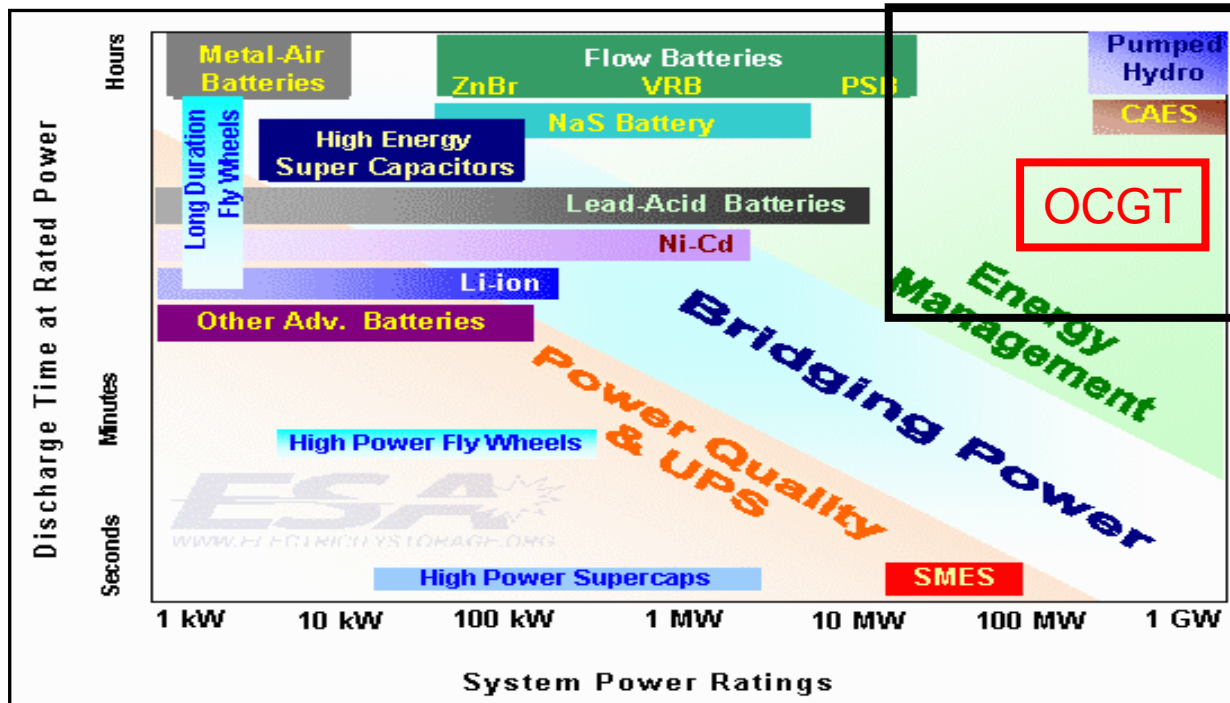 Discharge Time at Rated Power
Hours
Minutes
Seconds
Metal-Air
Batteries
Flow Batteries
ZnBr VRB PSB
Pumped
Hydro
CAES
Long Duration
Fly Wheels
NaS Battery
High Energy
Super Capacitors
OCGT
Lead-Acid Batteries
Ni-Cd
Li-ion
Other Adv. Batteries
Energy
Management
Bridging Power
Power Quality
& UPS
High Power Fly Wheels
ESA
WWW.ELECTRICITYSTORAGE.ORG
High Power Supercaps
SMES
1 kW 10 kW 100 kW 1 MW 10 MW 100 MW 1 GW
System Power Ratings